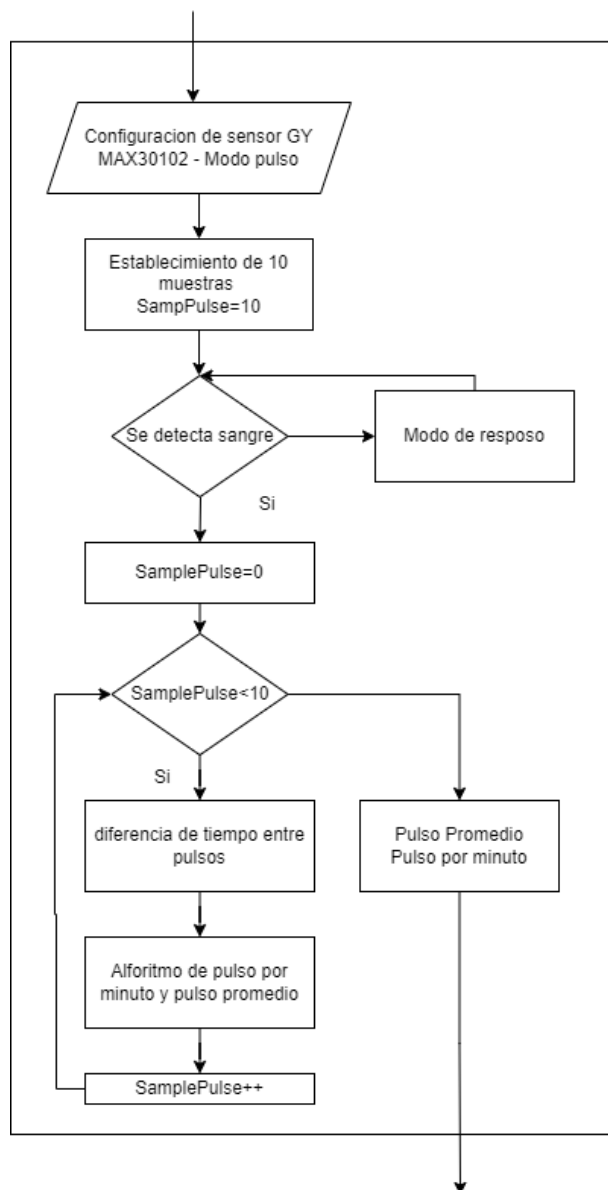 Configuracion de sensor GY
MAX30102 - Modo pulso
Establecimiento de 10
muestras
SampPulse=10
Se detecta sangre
Modo de resposo
Si
SamplePulse=0
SamplePulse<10
Si
diferencia de tiempo entre
pulsos
Pulso Promedio
Pulso por minuto
Alforitmo de pulso por
minuto y pulso promedio
SamplePulse++